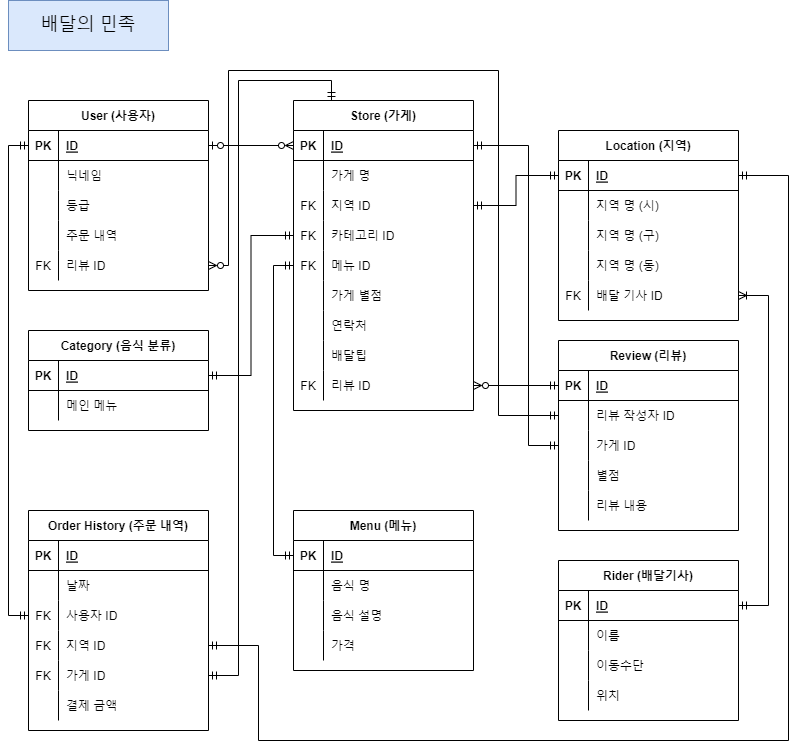 배달의 민족
User (사용자)
PK ID
닉네임
등급
주문 내역
FK 리뷰 ID
Category (음식 분류)
PK ID
메인 메뉴
Order History (주문 내역)
PK ID
날짜
FK 사용자 ID
FK 지역 ID
FK 가게 ID
결제 금액
Store (가게)
PK ID
가게 명
FK 지역 ID
FK 카테고리 ID
FK 메뉴 ID
가게 별점
연락처
배달팁
FK 리뷰 ID
Menu (메뉴)
PK ID
음식 명
음식 설명
가격
Location (지역)
PK ID
지역 명 (시)
지역 명 (구)
지역 명 (동)
FK 배달 기사 ID
Review (리뷰)
PK ID
리뷰 작성자 ID
가게 ID
별점
리뷰 내용
Rider (배달기사)
PK ID
이름
이동수단
위치